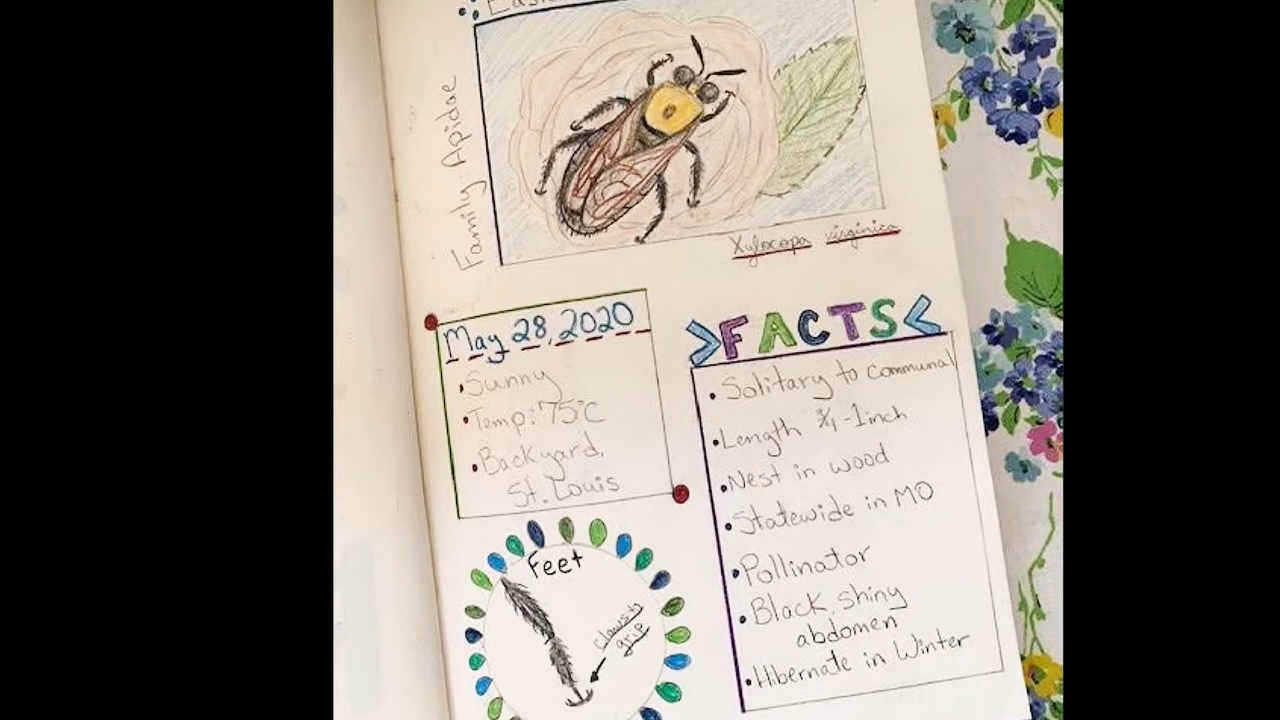 Family Apidae
Xylocopa virginica
May 28, 2020
• Sunny
• Temp: 75°C
• Backyard,
St. Louis
>FACTS<
• Solitary to communal
• Length ¾-1inch
• Nest in wood
• Statewide in MO
• Pollinator
• Black, shiny
abdomen
• Hibernate in Winter
Feet
claws to
grip